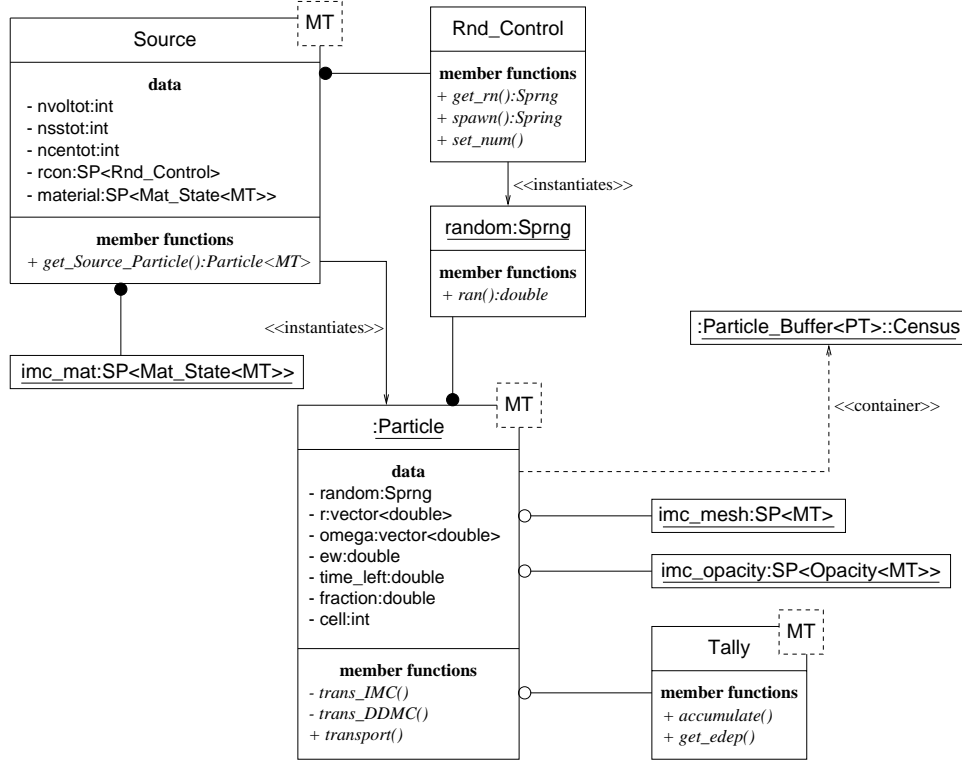 Source
MT
data
- nvoltot:int
- nsstot:int
- ncentot:int
- rcon:SP<Rnd_Control>
- material:SP<Mat_State<MT>>
member functions
+ get_Source_Particle():Particle<MT>
Rnd_Control
member functions
+ get_rn():Sprng
+ spawn():Spring
+ set_num()
<<instantiates>>
random:Sprng
member functions
+ ran():double
<<instantiates>>
imc_mat:SP<Mat_State<MT>>
:Particle_Buffer<PT>::Census
<<container>>
:Particle
MT
data
- random:Sprng
- r:vector<double>
- omega:vector<double>
- ew:double
- time_left:double
- fraction:double
- cell:int
member functions
- trans_IMC()
- trans_DDMC()
+ transport()
imc_mesh:SP<MT>
imc_opacity:SP<Opacity<MT>>
Tally
MT
member functions
+ accumulate()
+ get_edep()